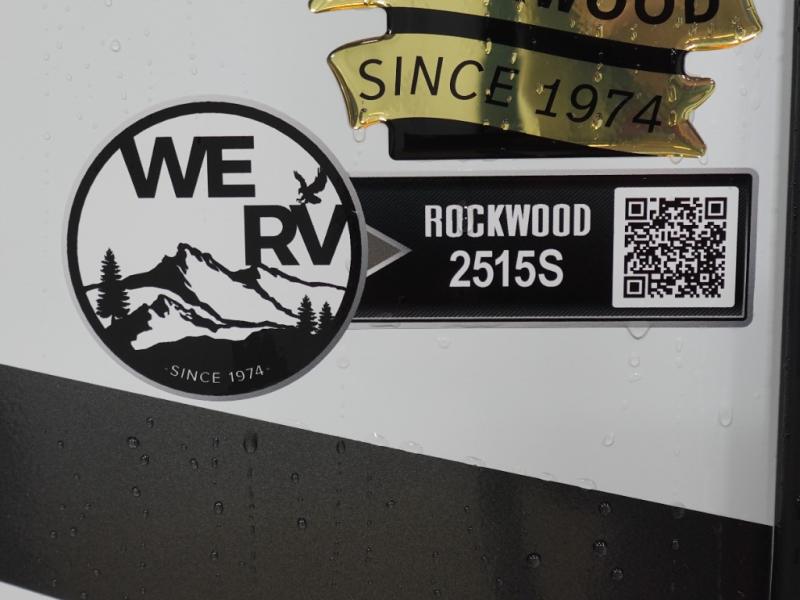 WOOD
SINCE 1974
WE
RV
·SINCE 1974·
ROCKWOOD
2515S